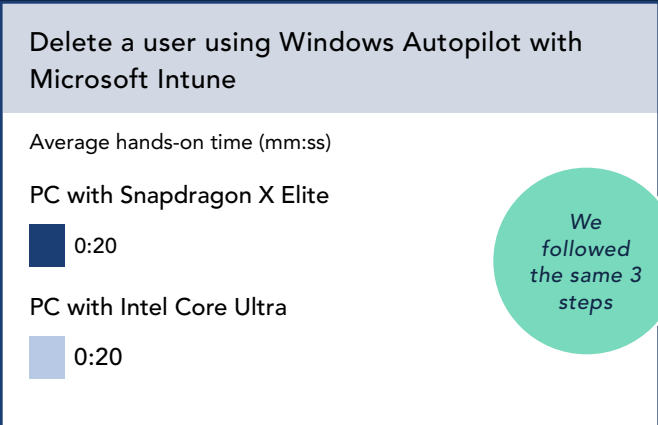 Delete a user using Windows Autopilot with
Microsoft Intune
Average hands-on time (mm:ss)
PC with Snapdragon X Elite
0:20
We
followed
the same 3
steps
PC with Intel Core Ultra
0:20